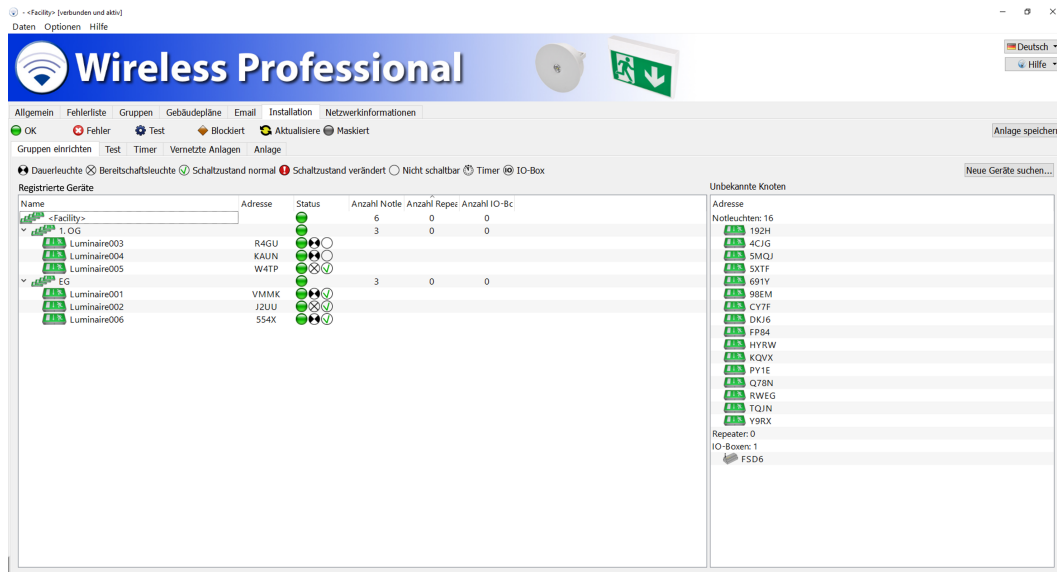 - <Facility> [verbunden und aktiv]
Daten Optionen Hilfe
Wireless Professional
Deutsch
Hilfe
Allgemein Fehlerliste Gruppen Gebäudepläne Email Installation Netzwerkinformationen
OK Fehler Test Blockiert Aktualisiere Maskiert
Anlage speichern
Gruppen einrichten Test Timer Vernetzte Anlagen Anlage
Dauerleuchte Bereitschaftsleuchte Schaltzustand normal Schaltzustand verändert Nicht schaltbar Timer IO IO-Box
Neue Geräte suchen...
Registrierte Geräte
Name Adresse Status Anzahl Notle Anzahl Repea Anzahl IO-Bc
<Facility> 6 0 0
1. OG 3 0 0
Luminaire003 R4GU
Luminaire004 KAUN
Luminaire005 W4TP
EG 3 0 0
Luminaire001 VMMK
Luminaire002 J2UU
Luminaire006 554X
Unbekannte Knoten
Adresse
Notleuchten: 16
192H
4CJG
5MQJ
5XTF
691Y
98EM
CY7F
DKJ6
FP84
HYRW
KQVX
PY1E
Q78N
RWEG
TQJN
Y9RX
Repeater: 0
IO-Boxen: 1
FSD6